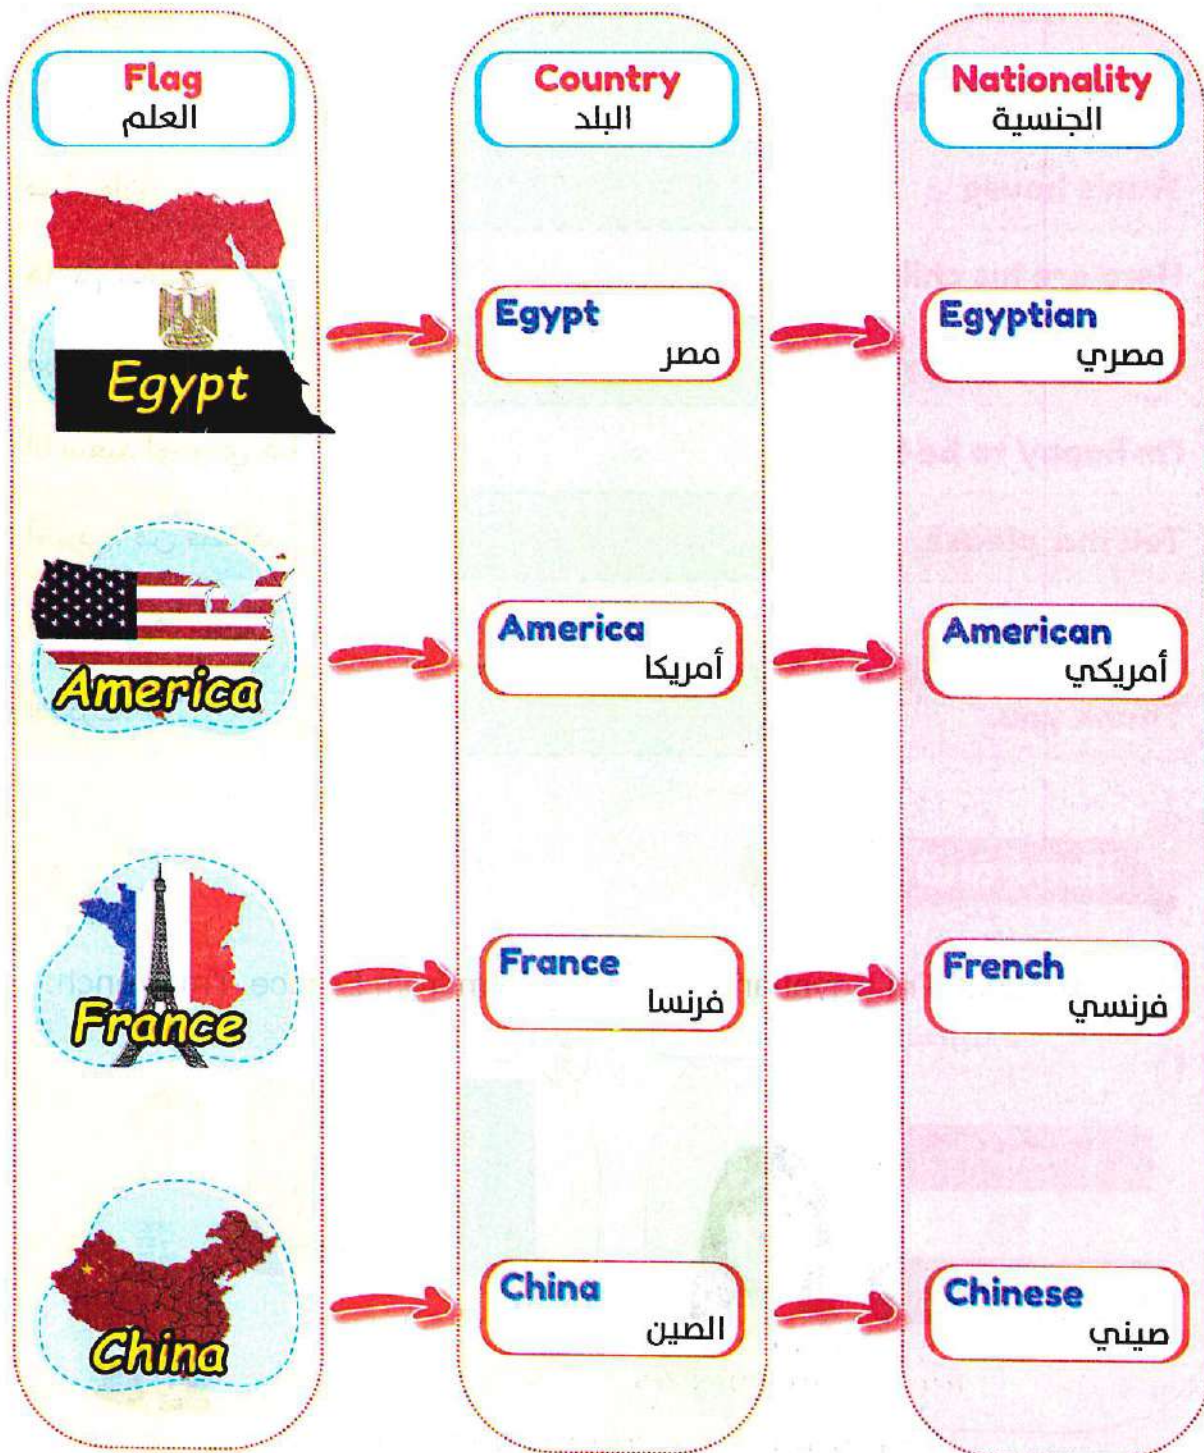 Flag
العلم
Country
البلد
Nationality
الجنسية
Egypt
Egypt
مصر
Egyptian
مصري
America
America
أمريكا
American
أمريكي
France
France
فرنسا
French
فرنسي
China
China
الصين
Chinese
صيني